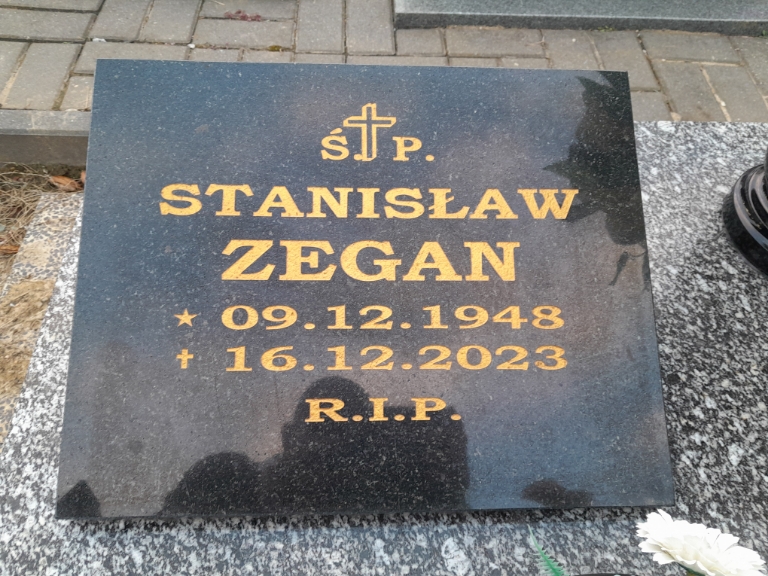 Ś. P.
STANISŁAW
ZEGAN
★ 09.12.1948
✝ 16.12.2023
R.I.P.